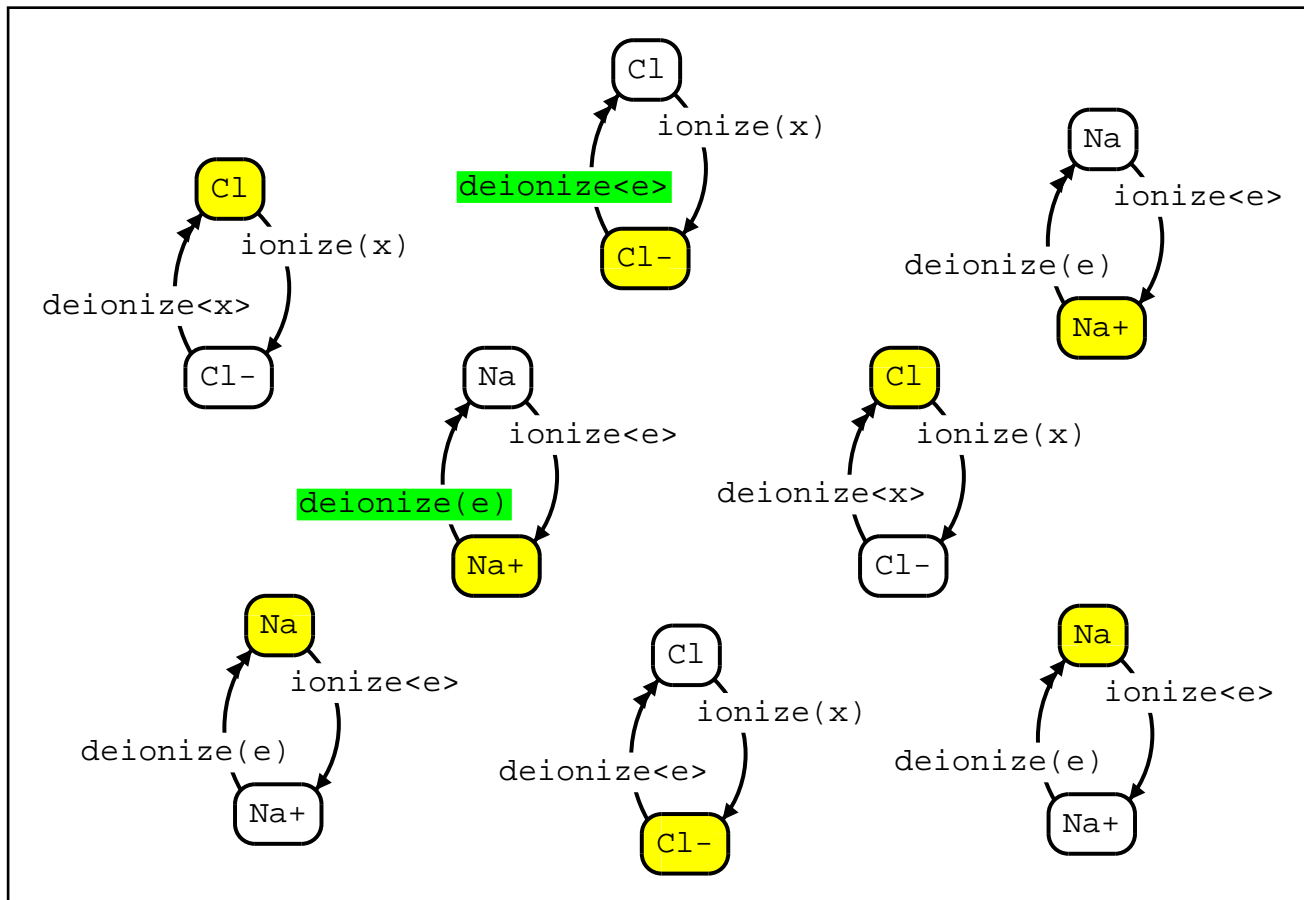 Cl
ionize(x)
deionize<e>
Cl-
Na
ionize<e>
deionize(e)
Na+
Cl
ionize(x)
deionize<x>
Cl-
Na
ionize<e>
deionize(e)
Na+
Cl
ionize(x)
deionize<x>
Cl-
Na
ionize<e>
deionize(e)
Na+
Cl
ionize(x)
deionize<e>
Cl-
Na
ionize<e>
deionize(e)
Na+